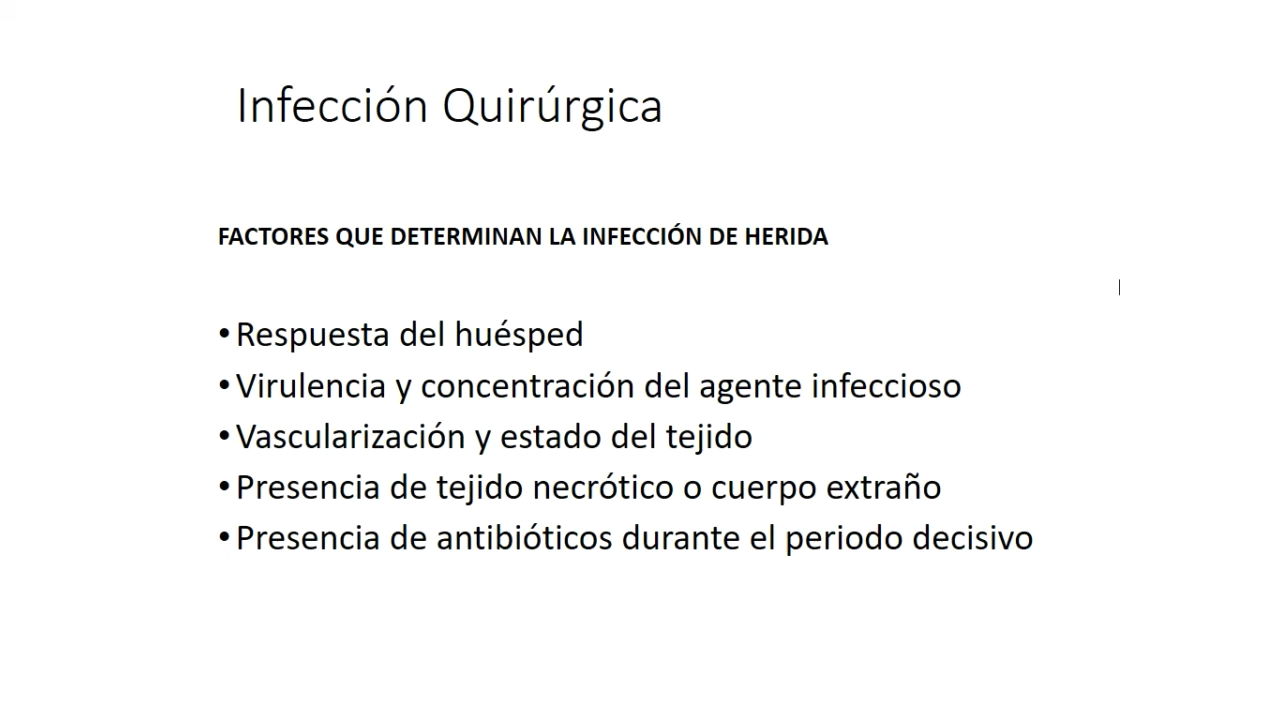 Infección Quirúrgica
FACTORES QUE DETERMINAN LA INFECCIÓN DE HERIDA
•Respuesta del huésped
•Virulencia y concentración del agente infeccioso
•Vascularización y estado del tejido
•Presencia de tejido necrótico o cuerpo extraño
•Presencia de antibióticos durante el periodo decisivo